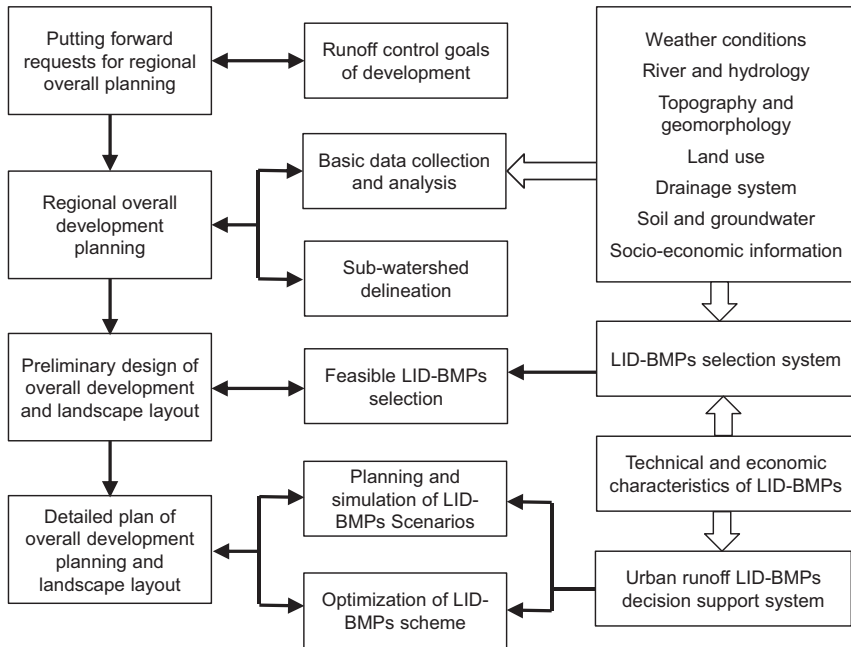 Putting forward
requests for regional
overall planning
Runoff control goals
of development
Weather conditions
River and hydrology
Topography and
geomorphology
Land use
Drainage system
Soil and groundwater
Socio-economic information
Basic data collection
and analysis
Regional overall
development
planning
Sub-watershed
delineation
Preliminary design of
overall development
and landscape layout
Feasible LID-BMPs
selection
LID-BMPs selection system
Technical and economic
characteristics of LID-BMPs
Planning and
simulation of LID-
BMPs Scenarios
Detailed plan of
overall development
planning and
landscape layout
Optimization of LID-
BMPs scheme
Urban runoff LID-BMPs
decision support system